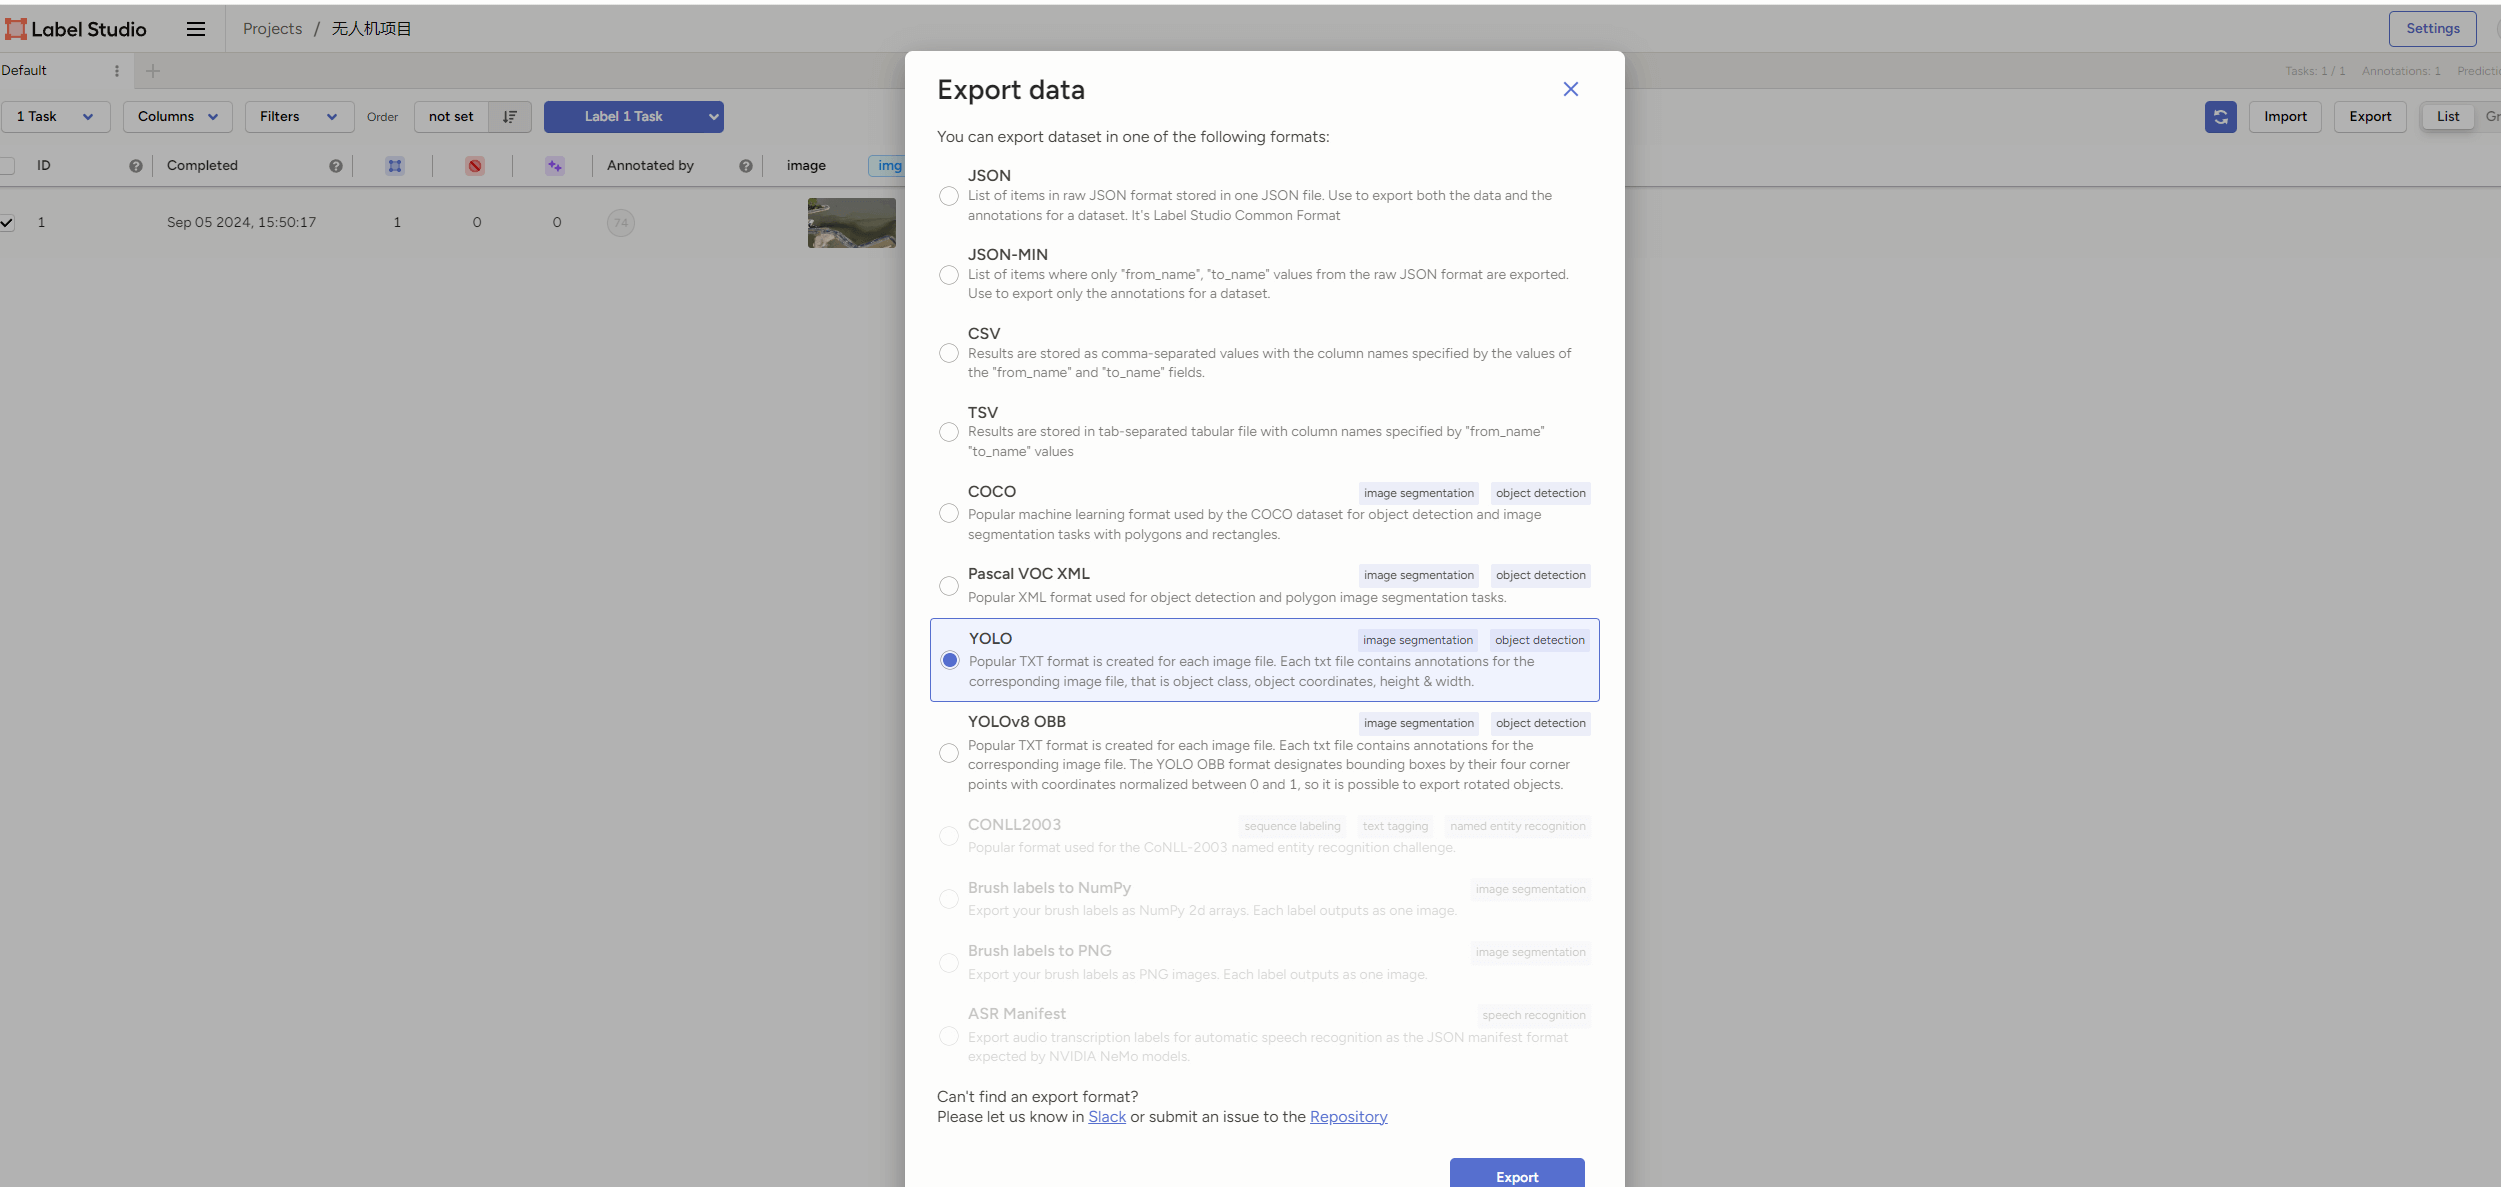 Label Studio
Projects / 无人机项目
Settings
Default
Tasks: 1 / 1 Annotations: 1
1 Task
Columns
Filters
Order
not set
Label 1 Task
Import
Export
List
ID
Completed
Annotated by
image
img
1
Sep 05 2024, 15:50:17
1
0
0
74
Export data
You can export dataset in one of the following formats:
JSON
List of items in raw JSON format stored in one JSON file. Use to export both the data and the
annotations for a dataset. It's Label Studio Common Format
JSON-MIN
List of items where only "from_name", "to_name" values from the raw JSON format are exported.
Use to export only the annotations for a dataset.
CSV
Results are stored as comma-separated values with the column names specified by the values of
the "from_name" and "to_name" fields.
TSV
Results are stored in tab-separated tabular file with column names specified by "from_name"
"to_name" values
COCO image segmentation object detection
Popular machine learning format used by the COCO dataset for object detection and image
segmentation tasks with polygons and rectangles.
Pascal VOC XML image segmentation object detection
Popular XML format used for object detection and polygon image segmentation tasks.
YOLO image segmentation object detection
Popular TXT format is created for each image file. Each txt file contains annotations for the
corresponding image file, that is object class, object coordinates, height & width.
YOLOv8 OBB image segmentation object detection
Popular TXT format is created for each image file. Each txt file contains annotations for the
corresponding image file. The YOLO OBB format designates bounding boxes by their four corner
points with coordinates normalized between 0 and 1, so it is possible to export rotated objects.
CONLL2003 sequence labeling text tagging named entity recognition
Popular format used for the CoNLL-2003 named entity recognition challenge.
Brush labels to NumPy image segmentation
Export your brush labels as NumPy 2d arrays. Each label outputs as one image.
Brush labels to PNG image segmentation
Export your brush labels as PNG images. Each label outputs as one image.
ASR Manifest speech recognition
Export audio transcription labels for automatic speech recognition as the JSON manifest format
expected by NVIDIA NeMo models.
Can't find an export format?
Please let us know in Slack or submit an issue to the Repository
Export